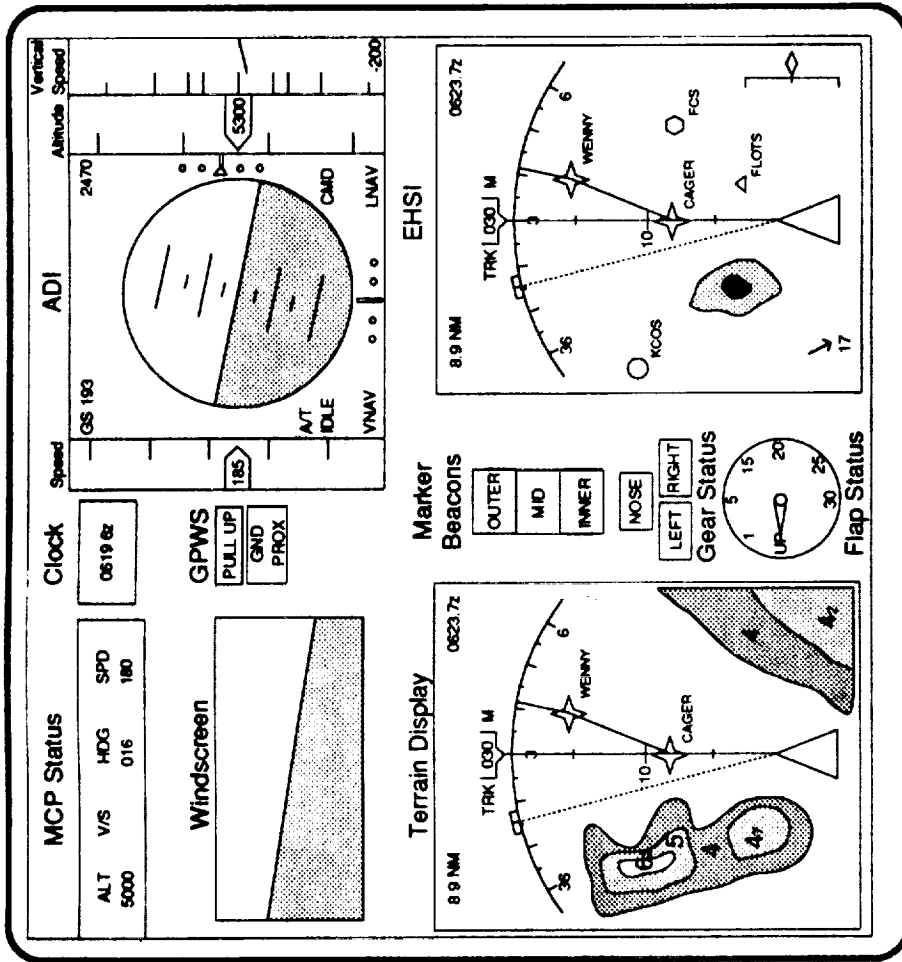 MCP Status
ALT V/S HDG SPD
5000 016 180
Clock
0619 6z
Windscreen
GPWS
PULL UP
GND
PROX
ADI
Speed
185
GS 193
2470
A/T
IDLE
CMD
VNAV
LNAV
Altitude
5300
Vertical
Speed
-200
Terrain Display
8 9 NM
TRK 030 M
0623.7z
36
3
6
WENNY
10
CAGER
5
4
4
Marker
Beacons
OUTER
MID
INNER
NOSE
LEFT RIGHT
Gear Status
UP
1
5
15
20
25
30
Flap Status
EHSI
8.9 NM
TRK 030 M
0623.7z
36
3
6
WENNY
KCOS
10
CAGER
FCS
FLOTS
17